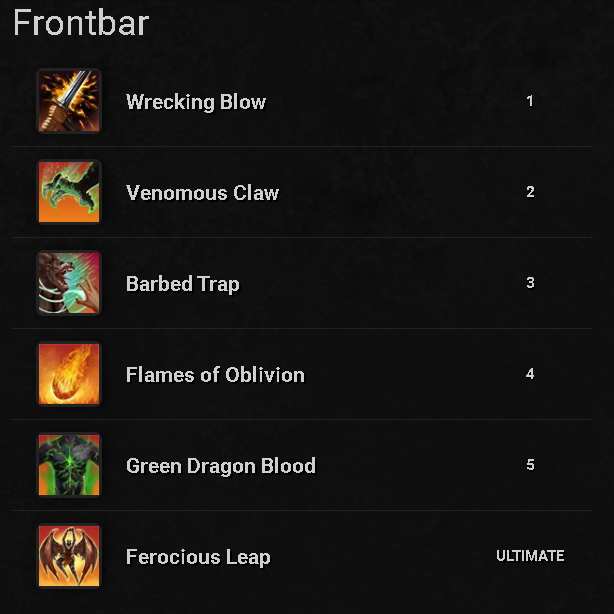 Frontbar
Wrecking Blow 1
Venomous Claw 2
Barbed Trap 3
Flames of Oblivion 4
Green Dragon Blood 5
Ferocious Leap ULTIMATE